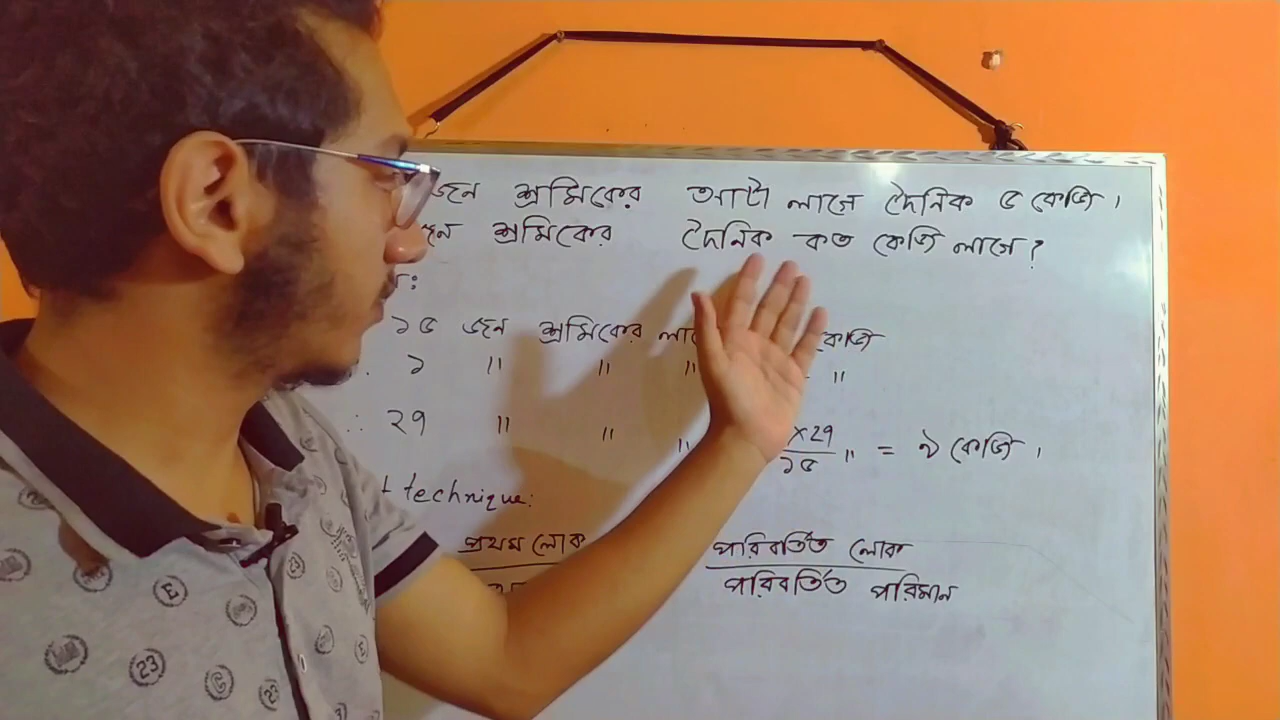 জন শ্রমিকের আটা লাগে দৈনিক ৫ কেজি।
জন শ্রমিকের দৈনিক কত কেজি লাগে?
১৫ জন শ্রমিকের কেজি
১ " " " "
∴ ২৭ " " " ×২৭/১৫ " = ৯ কেজি।
technique:
প্রথম লোক পরিবর্তিত লোক
পরিবর্তিত পরিমান